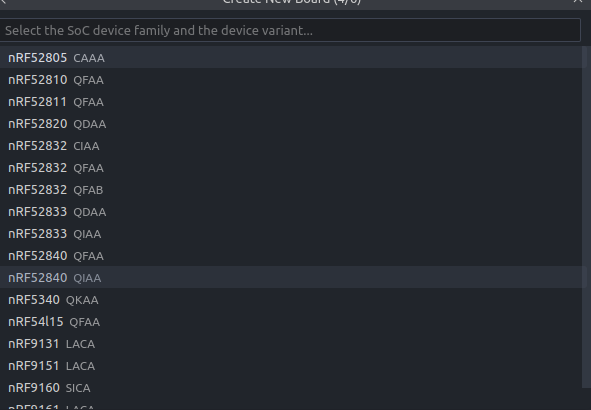 Create New Board (4/6)
Select the SoC device family and the device variant...
nRF52805 CAAA
nRF52810 QFAA
nRF52811 QFAA
nRF52820 QDAA
nRF52832 CIAA
nRF52832 QFAA
nRF52832 QFAB
nRF52833 QDAA
nRF52833 QIAA
nRF52840 QFAA
nRF52840 QIAA
nRF5340 QKAA
nRF54l15 QFAA
nRF9131 LACA
nRF9151 LACA
nRF9160 SICA
nRF9161 LACA